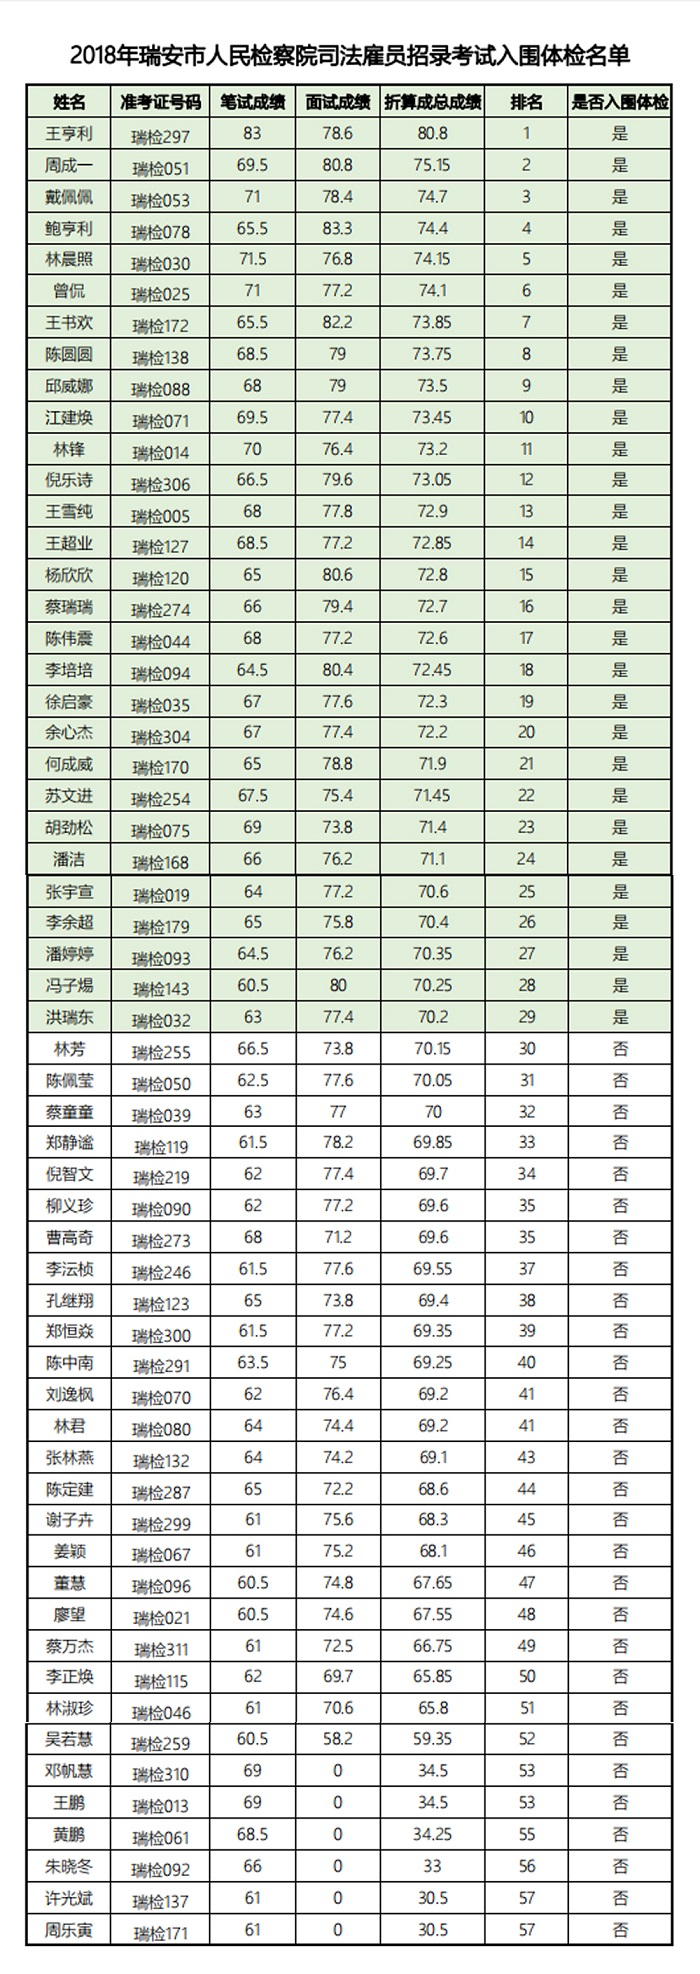 2018年瑞安市人民检察院司法雇员招录考试入围体检名单
姓名 准考证号码 笔试成绩 面试成绩 折算成总成绩 排名 是否入围体检
王亨利 瑞检297 83 78.6 80.8 1 是
周成一 瑞检051 69.5 80.8 75.15 2 是
戴佩佩 瑞检053 71 78.4 74.7 3 是
鲍亨利 瑞检078 65.5 83.3 74.4 4 是
林晨照 瑞检030 71.5 76.8 74.15 5 是
曾侃 瑞检025 71 77.2 74.1 6 是
王书欢 瑞检172 65.5 82.2 73.85 7 是
陈圆圆 瑞检138 68.5 79 73.75 8 是
邱威娜 瑞检088 68 79 73.5 9 是
江建焕 瑞检071 69.5 77.4 73.45 10 是
林锋 瑞检014 70 76.4 73.2 11 是
倪乐诗 瑞检306 66.5 79.6 73.05 12 是
王雪纯 瑞检005 68 77.8 72.9 13 是
王超业 瑞检127 68.5 77.2 72.85 14 是
杨欣欣 瑞检120 65 80.6 72.8 15 是
蔡瑞瑞 瑞检274 66 79.4 72.7 16 是
陈伟震 瑞检044 68 77.2 72.6 17 是
李培培 瑞检094 64.5 80.4 72.45 18 是
徐启豪 瑞检035 67 77.6 72.3 19 是
余心杰 瑞检304 67 77.4 72.2 20 是
何成威 瑞检170 65 78.8 71.9 21 是
苏文进 瑞检254 67.5 75.4 71.45 22 是
胡劲松 瑞检075 69 73.8 71.4 23 是
潘洁 瑞检168 66 76.2 71.1 24 是
张宇宣 瑞检019 64 77.2 70.6 25 是
李余超 瑞检179 65 75.8 70.4 26 是
潘婷婷 瑞检093 64.5 76.2 70.35 27 是
冯子煬 瑞检143 60.5 80 70.25 28 是
洪瑞东 瑞检032 63 77.4 70.2 29 是
林芳 瑞检255 66.5 73.8 70.15 30 否
陈佩莹 瑞检050 62.5 77.6 70.05 31 否
蔡童童 瑞检039 63 77 70 32 否
郑静谧 瑞检119 61.5 78.2 69.85 33 否
倪智文 瑞检219 62 77.4 69.7 34 否
柳义珍 瑞检090 62 77.2 69.6 35 否
曹高奇 瑞检273 68 71.2 69.6 35 否
李沄桢 瑞检246 61.5 77.6 69.55 37 否
孔继翔 瑞检123 65 73.8 69.4 38 否
郑恒焱 瑞检300 61.5 77.2 69.35 39 否
陈中南 瑞检291 63.5 75 69.25 40 否
刘逸枫 瑞检070 62 76.4 69.2 41 否
林君 瑞检080 64 74.4 69.2 41 否
张林燕 瑞检132 64 74.2 69.1 43 否
陈定建 瑞检287 65 72.2 68.6 44 否
谢子卉 瑞检299 61 75.6 68.3 45 否
姜颖 瑞检067 61 75.2 68.1 46 否
董慧 瑞检096 60.5 74.8 67.65 47 否
廖望 瑞检021 60.5 74.6 67.55 48 否
蔡万杰 瑞检311 61 72.5 66.75 49 否
李正焕 瑞检115 62 69.7 65.85 50 否
林淑珍 瑞检046 61 70.6 65.8 51 否
吴若慧 瑞检259 60.5 58.2 59.35 52 否
邓帆慧 瑞检310 69 0 34.5 53 否
王鹏 瑞检013 69 0 34.5 53 否
黄鹏 瑞检061 68.5 0 34.25 55 否
朱晓冬 瑞检092 66 0 33 56 否
许光斌 瑞检137 61 0 30.5 57 否
周乐寅 瑞检171 61 0 30.5 57 否